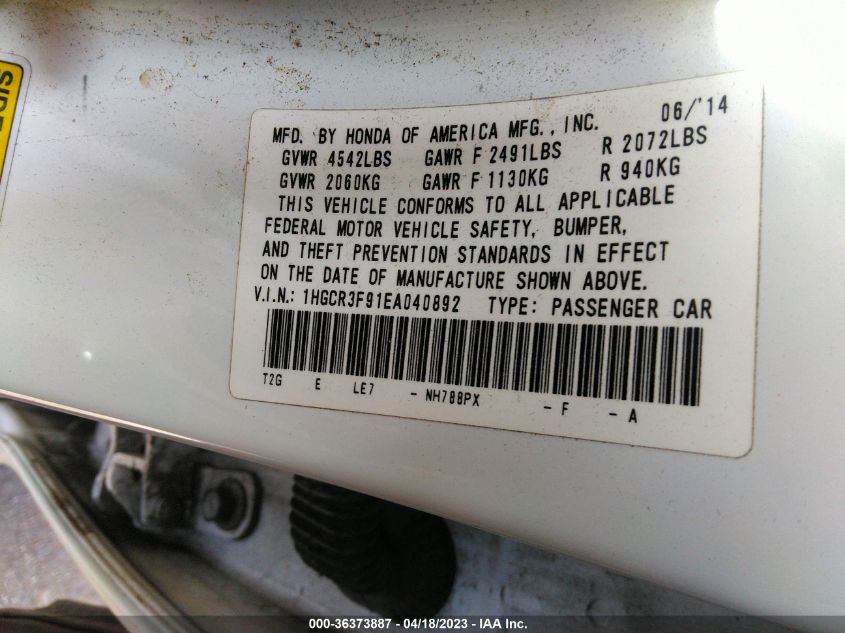 SIDE
06/'14
MFD. BY HONDA OF AMERICA MFG., INC.
GVWR 4542LBS GAWR F 2491LBS R 2072LBS
GVWR 2060KG GAWR F 1130KG R 940KG
THIS VEHICLE CONFORMS TO ALL APPLICABLE
FEDERAL MOTOR VEHICLE SAFETY, BUMPER,
AND THEFT PREVENTION STANDARDS IN EFFECT
ON THE DATE OF MANUFACTURE SHOWN ABOVE.
V.I.N.: 1HGCR3F91EA040892 TYPE: PASSENGER CAR
T2G E LE7 - NH788PX - F - A
000-36373887 - 04/18/2023 - IAA Inc.